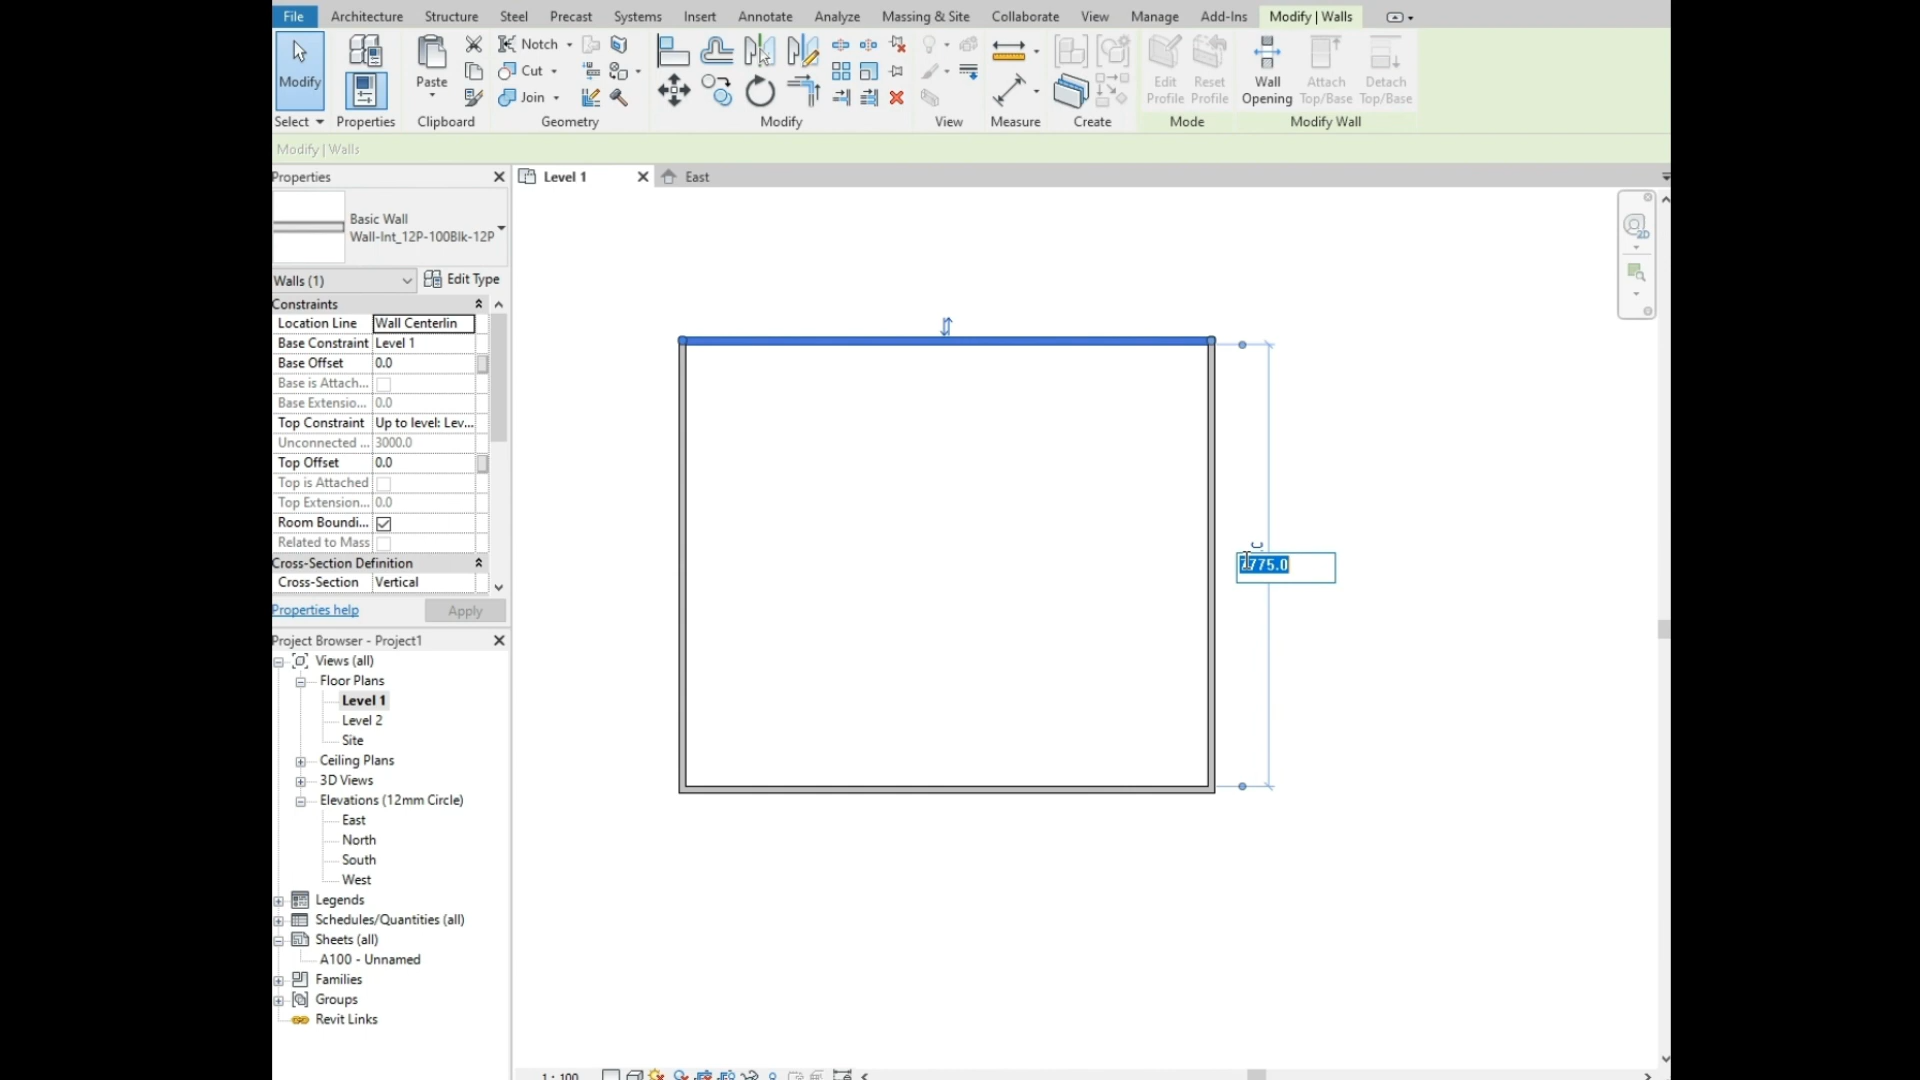 File Architecture Structure Steel Precast Systems Insert Annotate Analyze Massing & Site Collaborate View Manage Add-Ins Modify | Walls
Modify Paste Notch Cut Join Edit Profile Reset Profile Wall Opening Attach Top/Base Detach Top/Base
Select Properties Clipboard Geometry Modify View Measure Create Mode Modify Wall
Modify | Walls
Properties
Level 1 East
2D
Basic Wall
Wall-Int_12P-100Blk-12P
Walls (1) Edit Type
Constraints
Location Line Wall Centerlin
Base Constraint Level 1
Base Offset 0.0
Base is Attach...
Base Extensio... 0.0
Top Constraint Up to level: Lev...
Unconnected ... 3000.0
Top Offset 0.0
Top is Attached
Top Extension... 0.0
Room Boundi...
Related to Mass
Cross-Section Definition
Cross-Section Vertical
Properties help Apply
775.0
Project Browser - Project1
Views (all)
Floor Plans
Level 1
Level 2
Site
Ceiling Plans
3D Views
Elevations (12mm Circle)
East
North
South
West
Legends
Schedules/Quantities (all)
Sheets (all)
A100 - Unnamed
Families
Groups
Revit Links
1 : 100